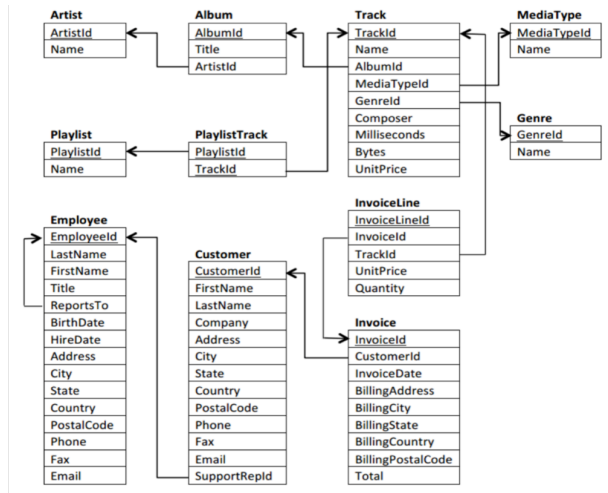 Artist
ArtistId
Name
Album
AlbumId
Title
ArtistId
Track
TrackId
Name
AlbumId
MediaTypeId
GenreId
Composer
Milliseconds
Bytes
UnitPrice
MediaType
MediaTypeId
Name
Genre
GenreId
Name
Playlist
PlaylistId
Name
PlaylistTrack
PlaylistId
TrackId
Employee
EmployeeId
LastName
FirstName
Title
ReportsTo
BirthDate
HireDate
Address
City
State
Country
PostalCode
Phone
Fax
Email
Customer
CustomerId
FirstName
LastName
Company
Address
City
State
Country
PostalCode
Phone
Fax
Email
SupportRepId
InvoiceLine
InvoiceLineId
InvoiceId
TrackId
UnitPrice
Quantity
Invoice
InvoiceId
CustomerId
InvoiceDate
BillingAddress
BillingCity
BillingState
BillingCountry
BillingPostalCode
Total